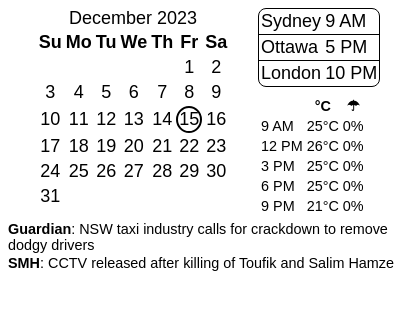 December 2023
Su Mo Tu We Th Fr Sa
1 2
3 4 5 6 7 8 9
10 11 12 13 14 15 16
17 18 19 20 21 22 23
24 25 26 27 28 29 30
31
Sydney 9 AM
Ottawa 5 PM
London 10 PM
°C ☂
9 AM 25°C 0%
12 PM 26°C 0%
3 PM 25°C 0%
6 PM 25°C 0%
9 PM 21°C 0%
Guardian: NSW taxi industry calls for crackdown to remove
dodgy drivers
SMH: CCTV released after killing of Toufik and Salim Hamze